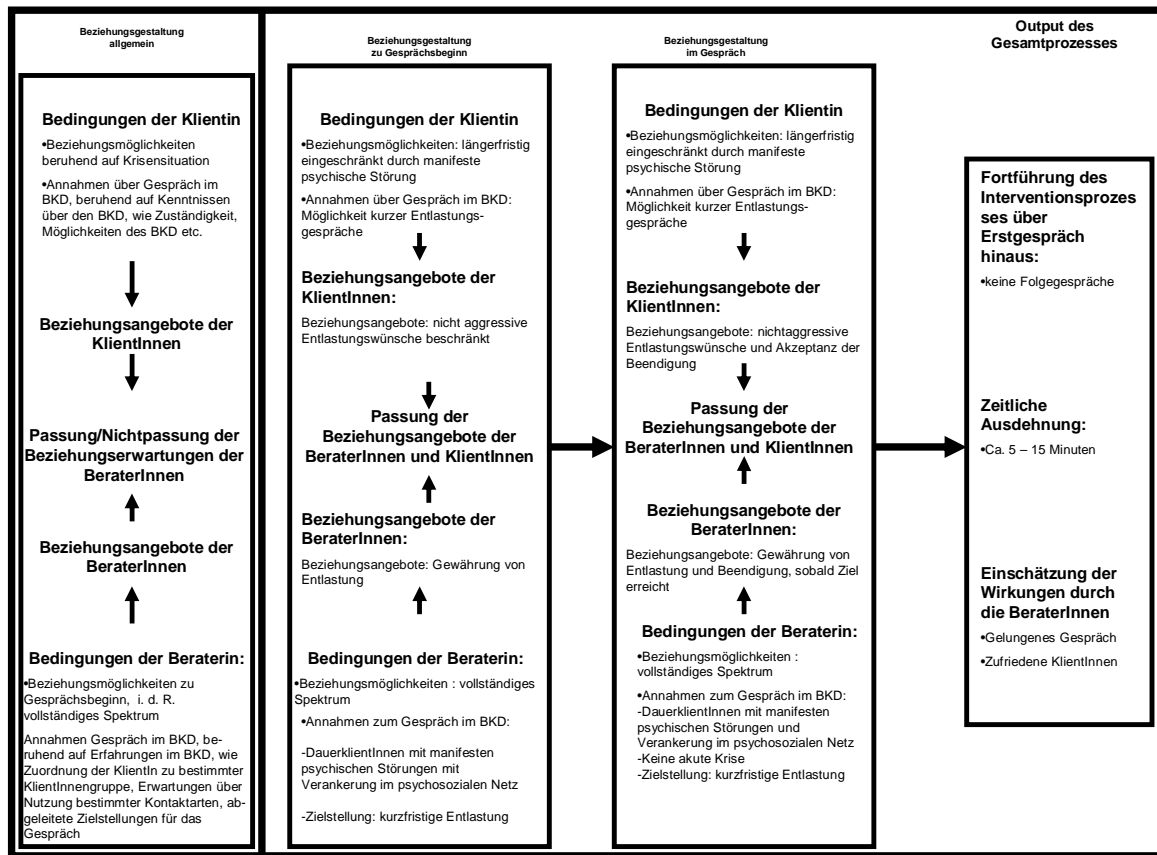 Beziehungsgestaltung
allgemein
Bedingungen der Klientin
•Beziehungsmöglichkeiten
beruhend auf Krisensituation
•Annahmen über Gespräch im
BKD, beruhend auf Kenntnissen
über den BKD, wie Zuständigkeit,
Möglichkeiten des BKD etc.
Beziehungsangebote der
KlientInnen
Passung/Nichtpassung der
Beziehungserwartungen der
BeraterInnen
Beziehungsangebote der
BeraterInnen
Bedingungen der Beraterin:
•Beziehungsmöglichkeiten zu
Gesprächsbeginn, i. d. R.
vollständiges Spektrum
Annahmen Gespräch im BKD, be-
ruhend auf Erfahrungen im BKD, wie
Zuordnung der KlientIn zu bestimmter
KlientInnengruppe, Erwartungen über
Nutzung bestimmter Kontaktarten, ab-
geleitete Zielstellungen für das
Gespräch
Beziehungsgestaltung
zu Gesprächsbeginn
Bedingungen der Klientin
•Beziehungsmöglichkeiten: längerfristig
eingeschränkt durch manifeste
psychische Störung
•Annahmen über Gespräch im BKD:
Möglichkeit kurzer Entlastungs-
gespräche
Beziehungsangebote der
KlientInnen:
Beziehungsangebote: nicht aggressive
Entlastungswünsche beschränkt
Passung der
Beziehungsangebote der
BeraterInnen und KlientInnen
Beziehungsangebote der
BeraterInnen:
Beziehungsangebote: Gewährung von
Entlastung
Bedingungen der Beraterin:
•Beziehungsmöglichkeiten : vollständiges
Spektrum
•Annahmen zum Gespräch im BKD:
-DauerklientInnen mit manifesten
psychischen Störungen mit
Verankerung im psychosozialen Netz
-Zielstellung: kurzfristige Entlastung
Beziehungsgestaltung
im Gespräch
Bedingungen der Klientin
•Beziehungsmöglichkeiten: längerfristig
eingeschränkt durch manifeste
psychische Störung
•Annahmen über Gespräch im BKD:
Möglichkeit kurzer Entlastungs-
gespräche
Beziehungsangebote der
KlientInnen:
Beziehungsangebote: nichtaggressive
Entlastungswünsche und Akzeptanz der
Beendigung
Passung der
Beziehungsangebote der
BeraterInnen und KlientInnen
Beziehungsangebote der
BeraterInnen:
Beziehungsangebote: Gewährung von
Entlastung und Beendigung, sobald Ziel
erreicht
Bedingungen der Beraterin:
•Beziehungsmöglichkeiten :
vollständiges Spektrum
•Annahmen zum Gespräch im BKD:
-DauerklientInnen mit manifesten
psychischen Störungen und
Verankerung im psychosozialen Netz
-Keine akute Krise
-Zielstellung: kurzfristige Entlastung
Output des
Gesamtprozesses
Fortführung des
Interventionsprozes
ses über
Erstgespräch
hinaus:
•keine Folgegespräche
Zeitliche
Ausdehnung:
•Ca. 5 – 15 Minuten
Einschätzung der
Wirkungen durch
die BeraterInnen
•Gelungenes Gespräch
•Zufriedene KlientInnen